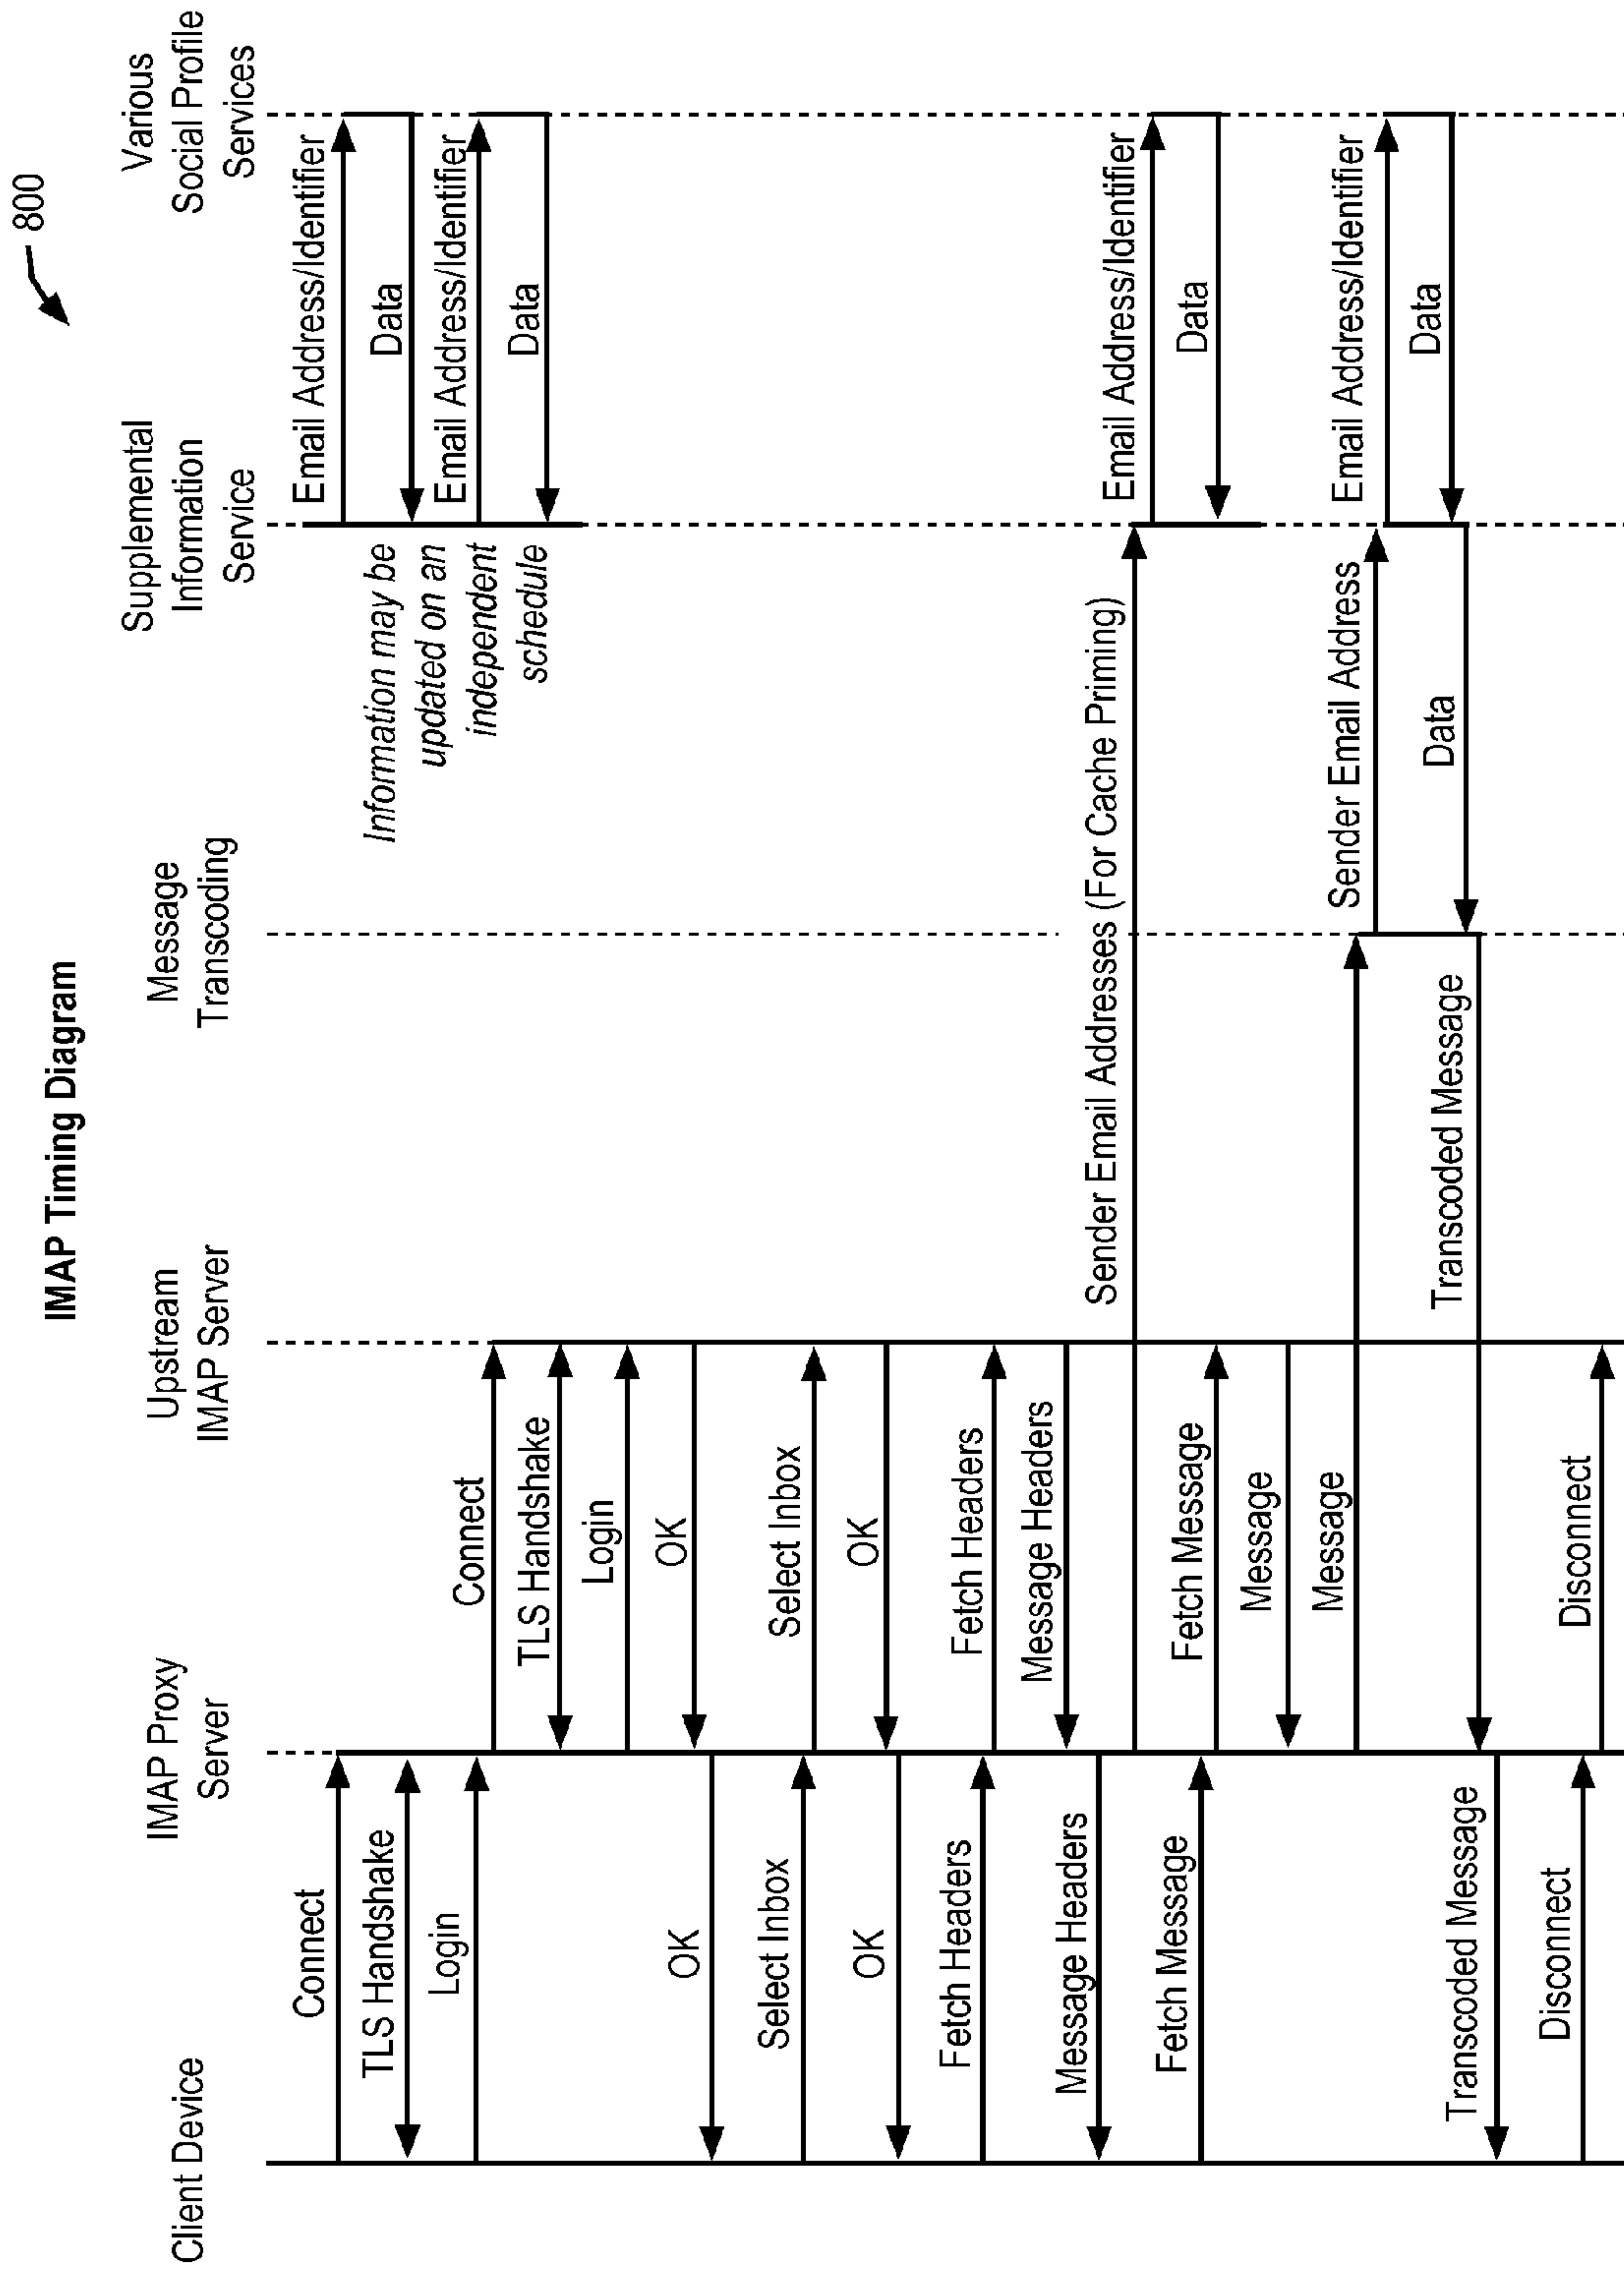 IMAP Timing Diagram
800
Client Device
IMAP Proxy
Server
Upstream
IMAP Server
Message
Transcoding
Supplemental
Information
Service
Various
Social Profile
Services
Connect
Email Address/Identifier
TLS Handshake
Information may be
updated on an
independent
schedule
Data
Login
Connect
Email Address/Identifier
TLS Handshake
Data
Login
OK
OK
Select Inbox
Select Inbox
OK
OK
Fetch Headers
Fetch Headers
Message Headers
Message Headers
Sender Email Addresses (For Cache Priming)
Email Address/Identifier
Fetch Message
Fetch Message
Data
Message
Message
Sender Email Address
Email Address/Identifier
Data
Data
Transcoded Message
Transcoded Message
Disconnect
Disconnect